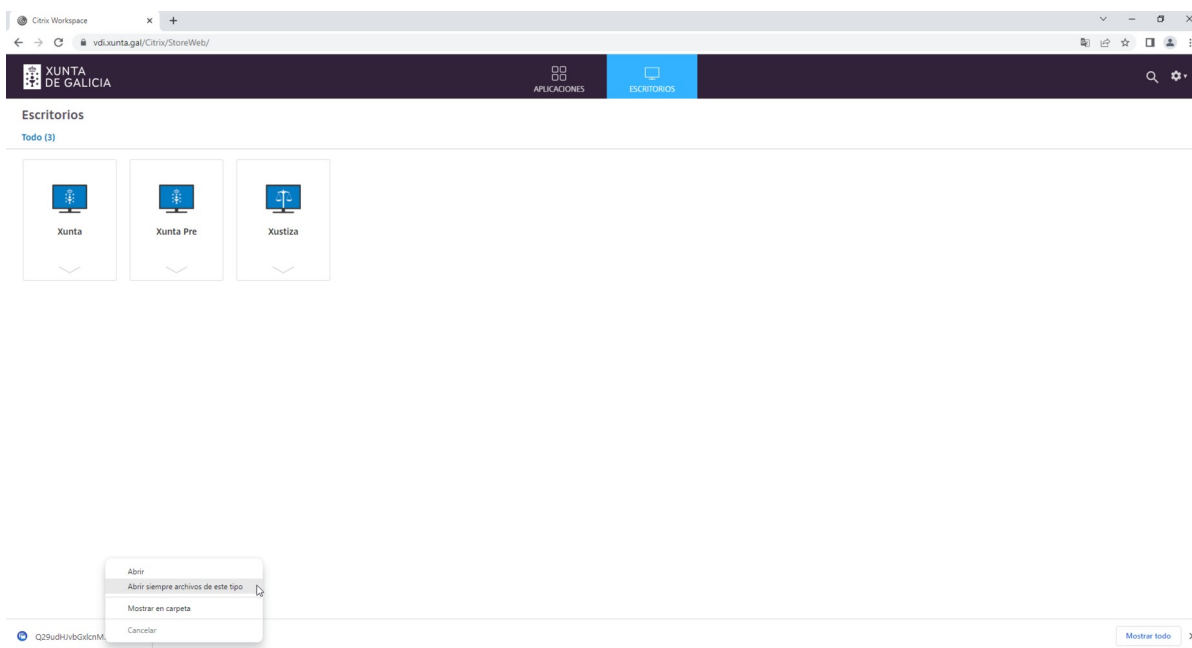 Citrix Workspace
vdi.xunta.gal/Citrix/StoreWeb/
XUNTA
DE GALICIA
APLICACIONES
ESCRITORIOS
Escritorios
Todo (3)
Xunta
Xunta Pre
Xustiza
Abrir
Abrir siempre archivos de este tipo
Mostrar en carpeta
Cancelar
Mostrar todo